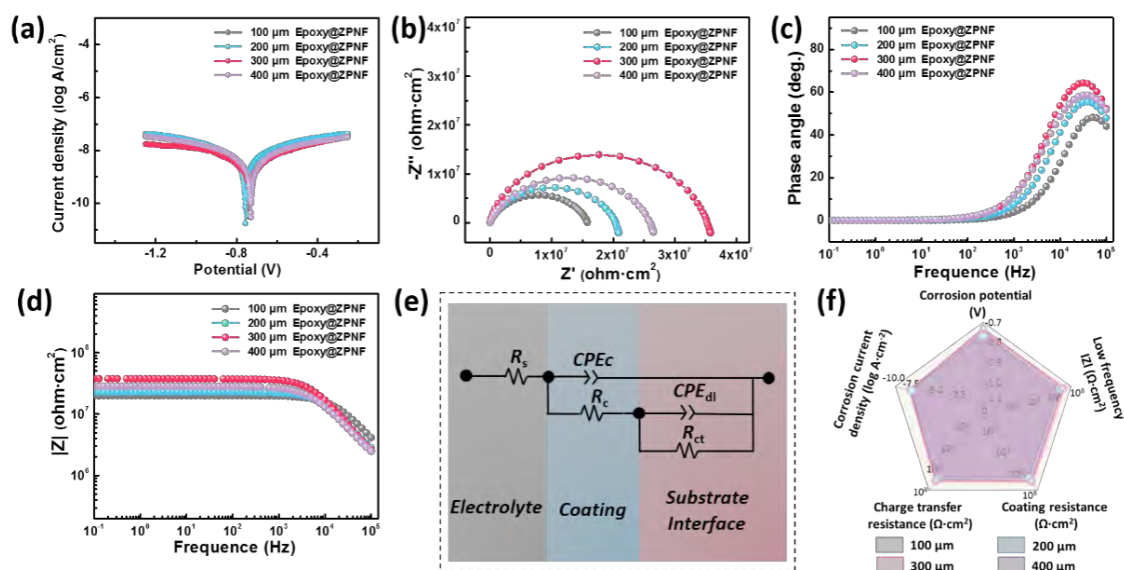 (a)
100 μm Epoxy@ZPNF
200 μm Epoxy@ZPNF
300 μm Epoxy@ZPNF
400 μm Epoxy@ZPNF
Current density (log A/cm²)
-4
-6
-8
-10
-1.2
-0.8
-0.4
Potential (V)
(b)
100 μm Epoxy@ZPNF
200 μm Epoxy@ZPNF
300 μm Epoxy@ZPNF
400 μm Epoxy@ZPNF
-Z'' (ohm·cm²)
4x10⁷
3x10⁷
2x10⁷
1x10⁷
0
0
1x10⁷
2x10⁷
3x10⁷
4x10⁷
Z' (ohm·cm²)
(c)
100 μm Epoxy@ZPNF
200 μm Epoxy@ZPNF
300 μm Epoxy@ZPNF
400 μm Epoxy@ZPNF
Phase angle (deg.)
80
60
40
20
0
10⁻¹
10⁰
10¹
10²
10³
10⁴
10⁵
Frequence (Hz)
(d)
100 μm Epoxy@ZPNF
200 μm Epoxy@ZPNF
300 μm Epoxy@ZPNF
400 μm Epoxy@ZPNF
|Z| (ohm·cm²)
10⁸
10⁷
10⁶
10⁻¹
10⁰
10¹
10²
10³
10⁴
10⁵
Frequence (Hz)
(e)
Rs
CPEc
Rc
CPEdl
Rct
Electrolyte
Coating
Substrate
Interface
(f)
Corrosion potential
(V)
-0.7
Low frequency
IZI (Ω·cm²)
10⁸
Corrosion current
density (log A·cm⁻²)
-10.0
-7.5
10⁸
10⁸
Charge transfer
resistance (Ω·cm²)
Coating resistance
(Ω·cm²)
100 μm
200 μm
300 μm
400 μm